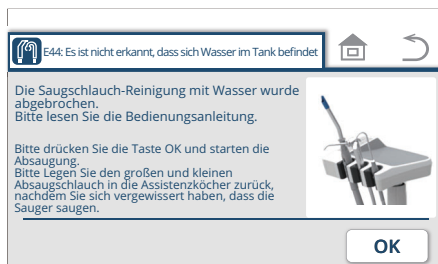 E44: Es ist nicht erkannt, dass sich Wasser im Tank befindet
Die Saugschlauch-Reinigung mit Wasser wurde
abgebrochen.
Bitte lesen Sie die Bedienungsanleitung.
Bitte drücken Sie die Taste OK und starten die
Absaugung.
Bitte Legen Sie den großen und kleinen
Absaugschlauch in die Assistenzköcher zurück,
nachdem Sie sich vergewissert haben, dass die
Sauger saugen.
OK